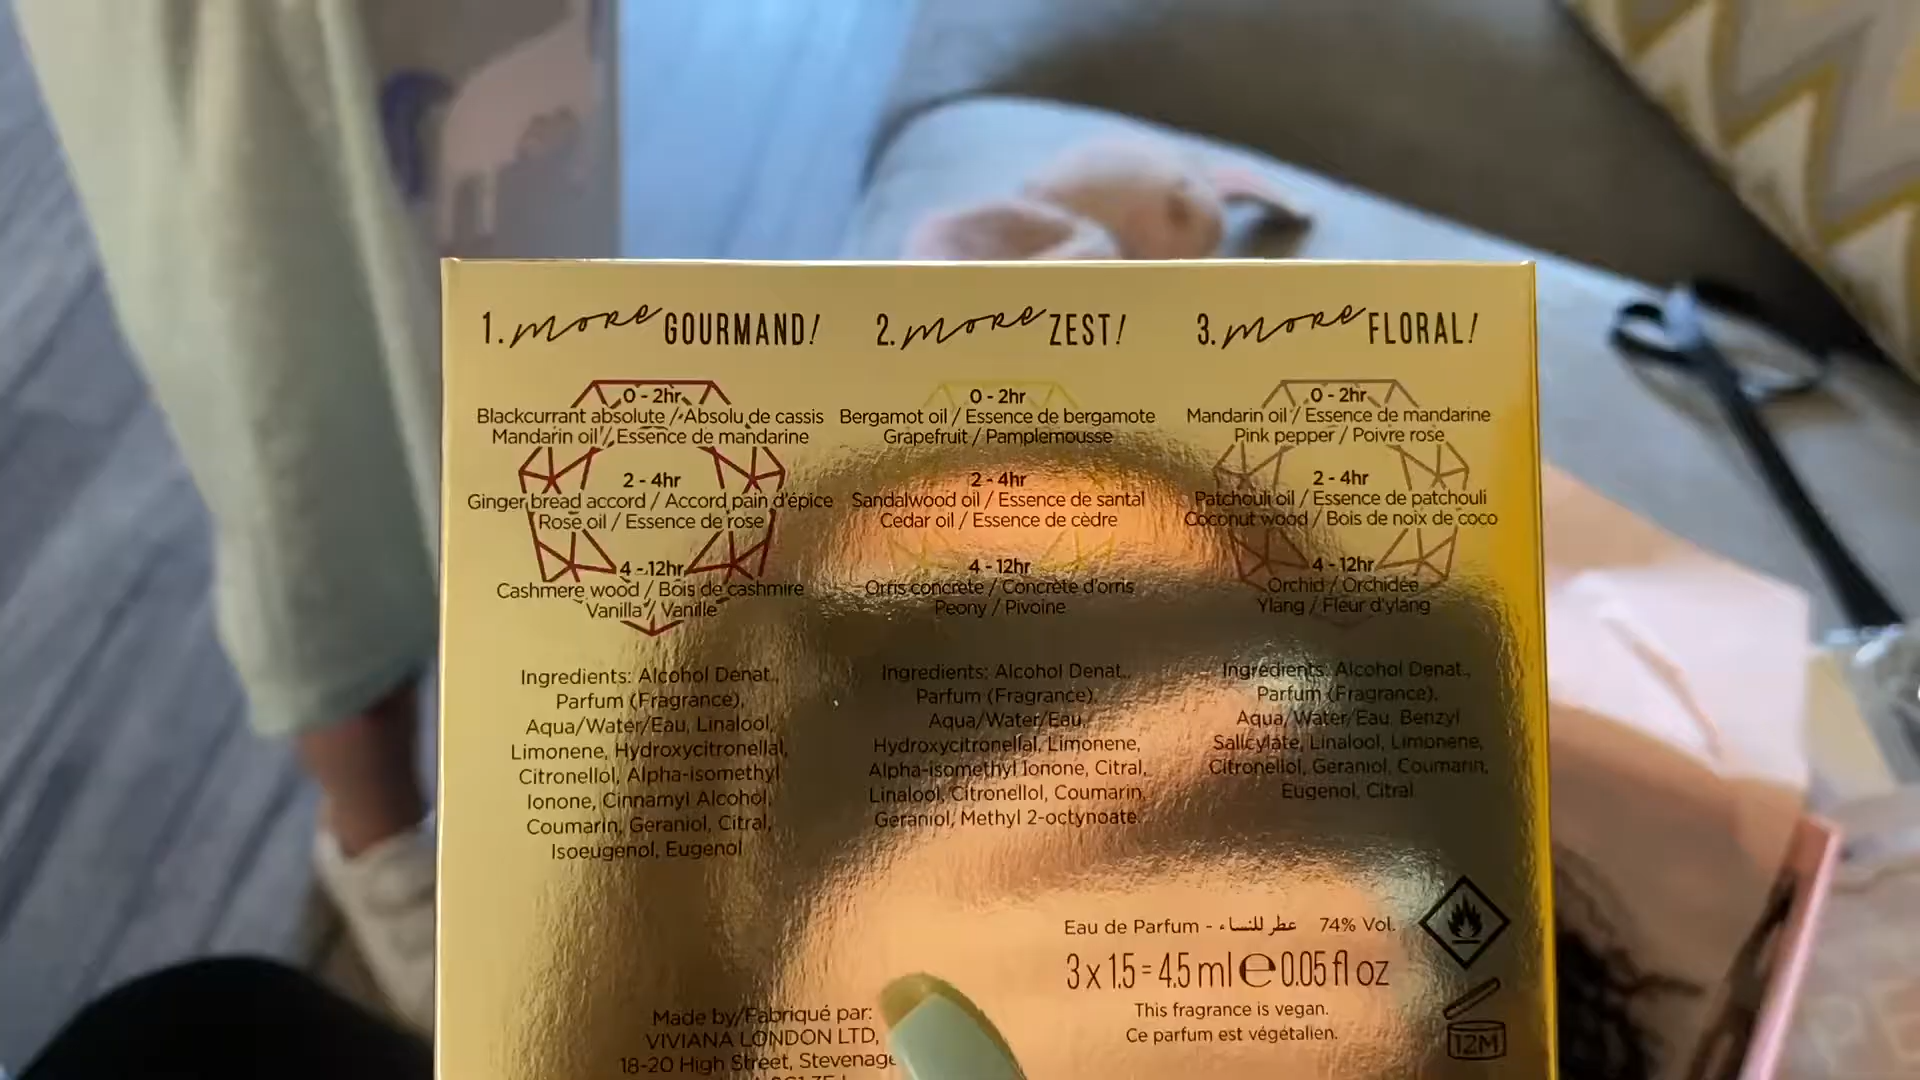 1. more GOURMAND!
0 - 2hr
Blackcurrant absolute / Absolu de cassis
Mandarin oil / Essence de mandarine
2 - 4hr
Ginger bread accord / Accord pain d'épice
Rose oil / Essence de rose
4 - 12hr
Cashmere wood / Bois de cashmire
Vanilla / Vanille
Ingredients: Alcohol Denat.,
Parfum (Fragrance),
Aqua/Water/Eau, Linalool,
Limonene, Hydroxycitronellal,
Citronellol, Alpha-isomethyl
Ionone, Cinnamyl Alcohol,
Coumarin, Geraniol, Citral,
Isoeugenol, Eugenol
2. more ZEST!
0 - 2hr
Bergamot oil / Essence de bergamote
Grapefruit / Pamplemousse
2 - 4hr
Sandalwood oil / Essence de santal
Cedar oil / Essence de cèdre
4 - 12hr
Orris concrete / Concrète d'orris
Peony / Pivoine
Ingredients: Alcohol Denat.,
Parfum (Fragrance),
Aqua/Water/Eau,
Hydroxycitronellal, Limonene,
Alpha-isomethyl Ionone, Citral,
Linalool, Citronellol, Coumarin,
Geraniol, Methyl 2-octynoate.
3. more FLORAL!
0 - 2hr
Mandarin oil / Essence de mandarine
Pink pepper / Poivre rose
2 - 4hr
Patchouli oil / Essence de patchouli
Coconut wood / Bois de noix de coco
4 - 12hr
Orchid / Orchidée
Ylang / Fleur d'ylang
Ingredients: Alcohol Denat.,
Parfum (Fragrance),
Aqua/Water/Eau, Benzyl
Salicylate, Linalool, Limonene,
Citronellol, Geraniol, Coumarin,
Eugenol, Citral
Eau de Parfum - عطر للنساء 74% Vol.
3 x 1.5 = 4.5 ml e 0.05 fl oz
This fragrance is vegan.
Ce parfum est végétalien.
12M
Made by/Fabriqué par:
VIVIANA LONDON LTD,
18-20 High Street, Stevenage